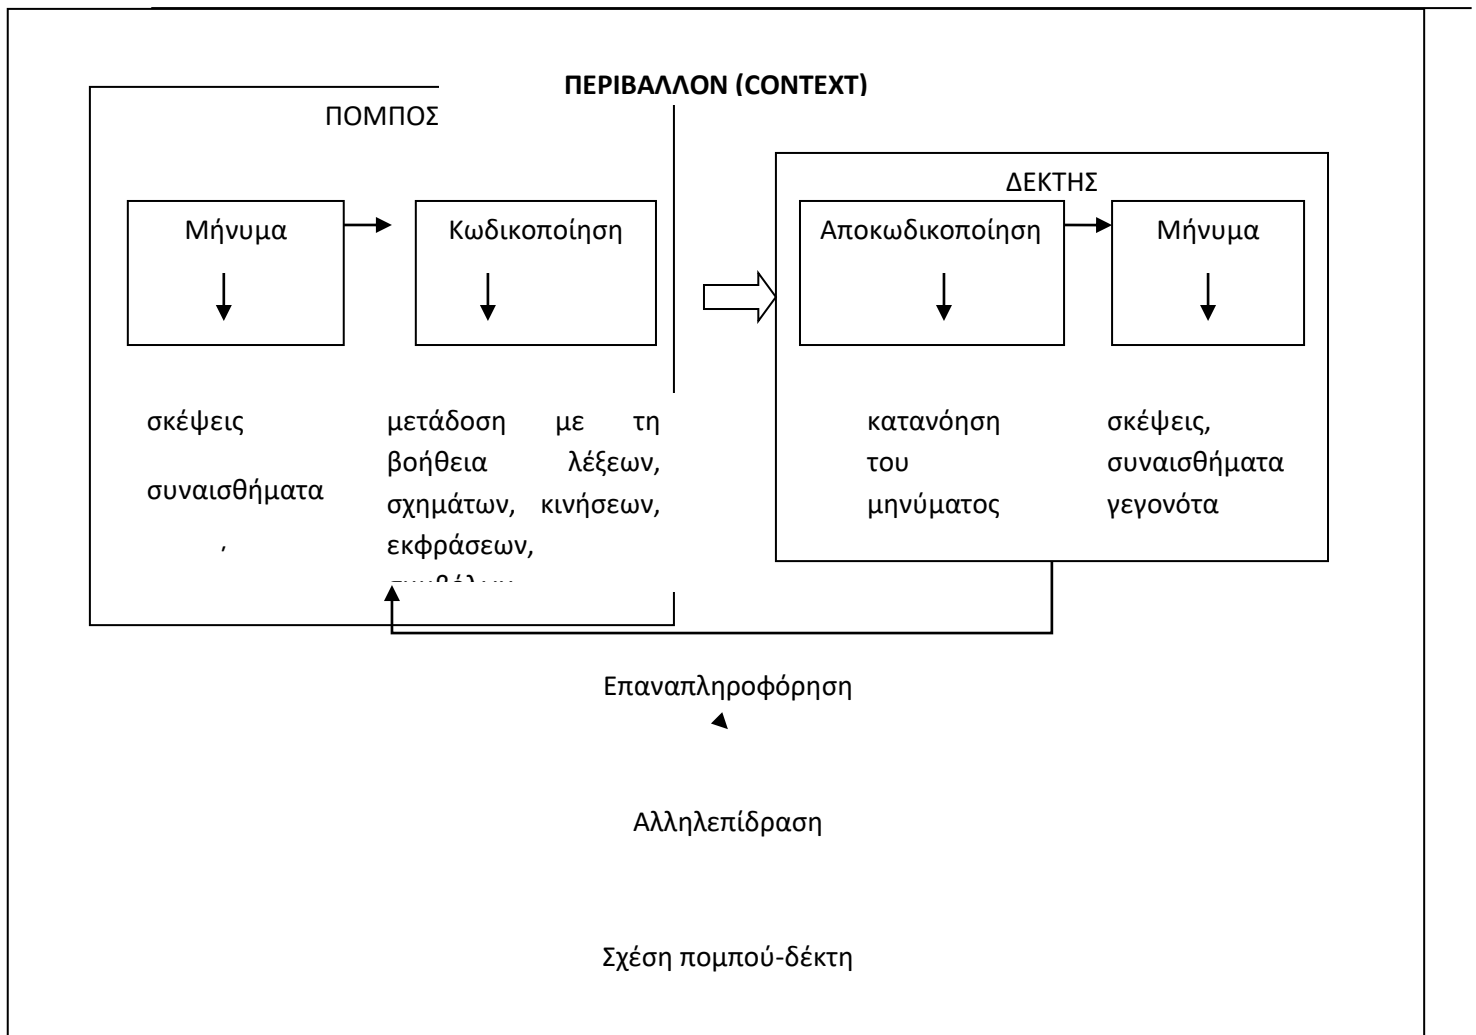 ΠΕΡΙΒΑΛΛΟΝ (CONTEXT)
ΠΟΜΠΟΣ
ΔΕΚΤΗΣ
Μήνυμα
Κωδικοποίηση
Αποκωδικοποίηση
Μήνυμα
σκέψεις
συναισθήματα
,
μετάδοση με τη
βοήθεια λέξεων,
σχημάτων, κινήσεων,
εκφράσεων,
κατανόηση
του
μηνύματος
σκέψεις,
συναισθήματα
γεγονότα
Επαναπληροφόρηση
Αλληλεπίδραση
Σχέση πομπού-δέκτη